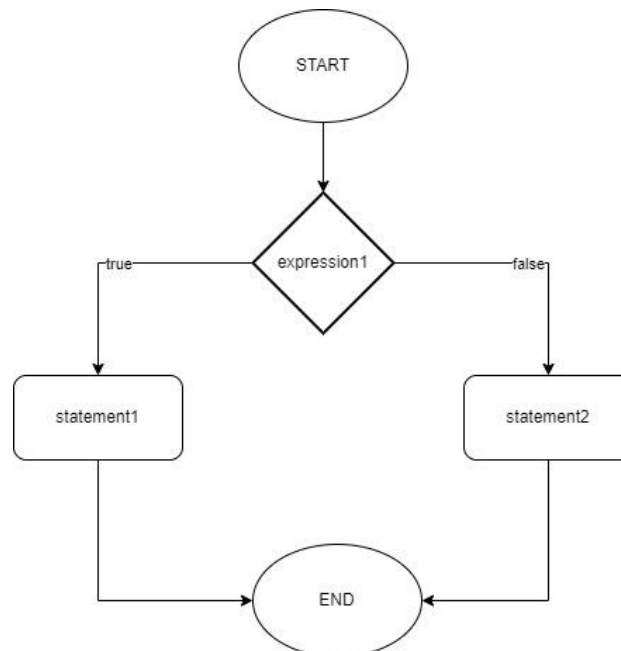 START
expression1
true
false
statement1
statement2
END